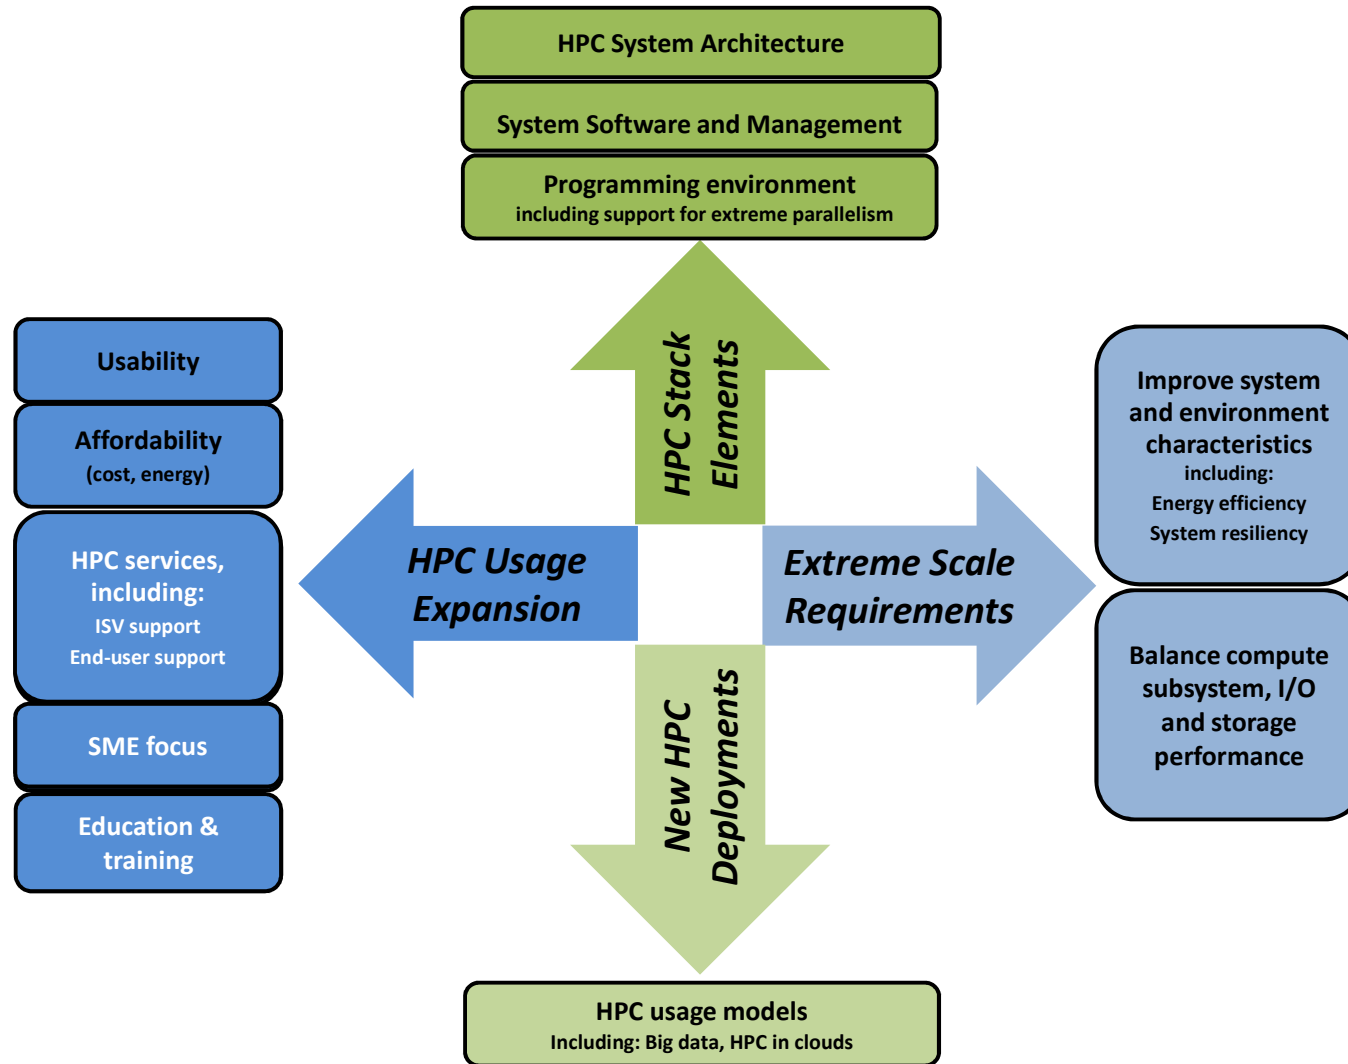 HPC System Architecture
System Software and Management
Programming environment
including support for extreme parallelism
HPC Stack
Elements
Usability
Affordability
(cost, energy)
HPC services,
including:
ISV support
End-user support
SME focus
Education &
training
HPC Usage
Expansion
Extreme Scale
Requirements
Improve system
and environment
characteristics
including:
Energy efficiency
System resiliency
Balance compute
subsystem, I/O
and storage
performance
New HPC
Deployments
HPC usage models
Including: Big data, HPC in clouds